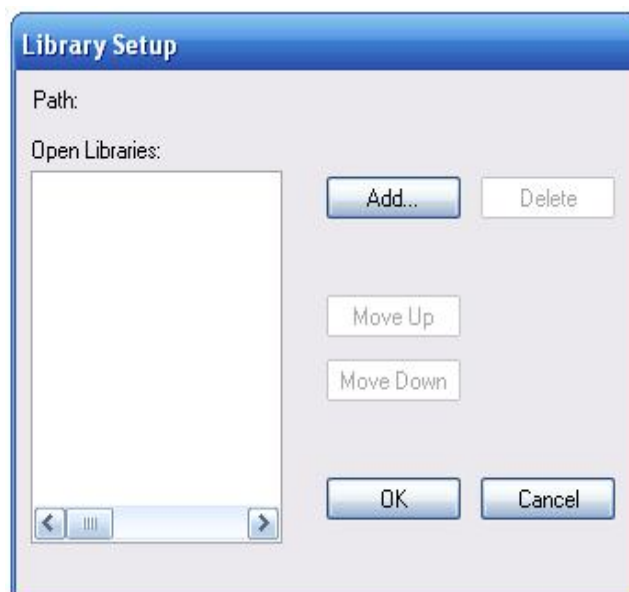 Library Setup
Path:
Open Libraries:
Add...
Delete
Move Up
Move Down
OK
Cancel